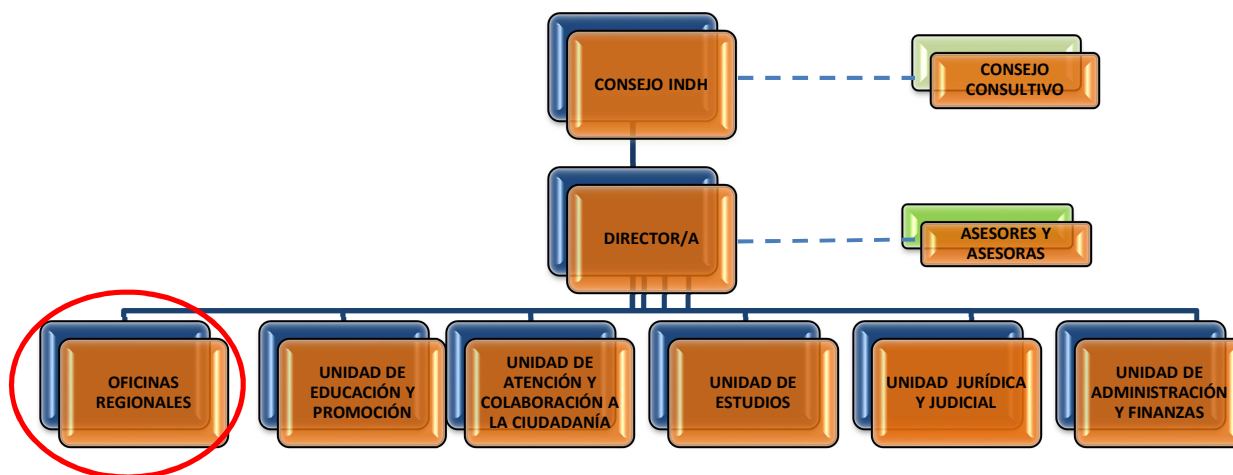 CONSEJO INDH
CONSEJO
CONSULTIVO
DIRECTOR/A
ASESORES Y
ASESORAS
OFICINAS
REGIONALES
UNIDAD DE
EDUCACIÓN Y
PROMOCIÓN
UNIDAD DE
ATENCIÓN Y
COLABORACIÓN A
LA CIUDADANÍA
UNIDAD DE
ESTUDIOS
UNIDAD JURÍDICA
Y JUDICIAL
UNIDAD DE
ADMINISTRACIÓN
Y FINANZAS